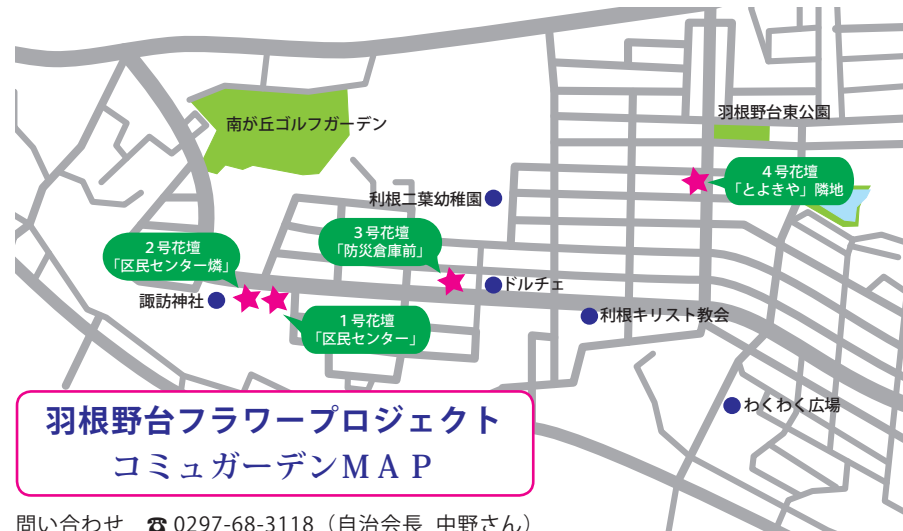 南が丘ゴルフガーデン
羽根野台東公園
４号花壇
「とよきや」隣地
利根二葉幼稚園
３号花壇
「防災倉庫前」
２号花壇
「区民センター燐」
ドルチェ
諏訪神社
１号花壇
「区民センター」
利根キリスト教会
わくわく広場
羽根野台フラワープロジェクト
コミュガーデンＭＡＰ
問い合わせ　☎ 0297-68-3118（自治会長 中野さん）